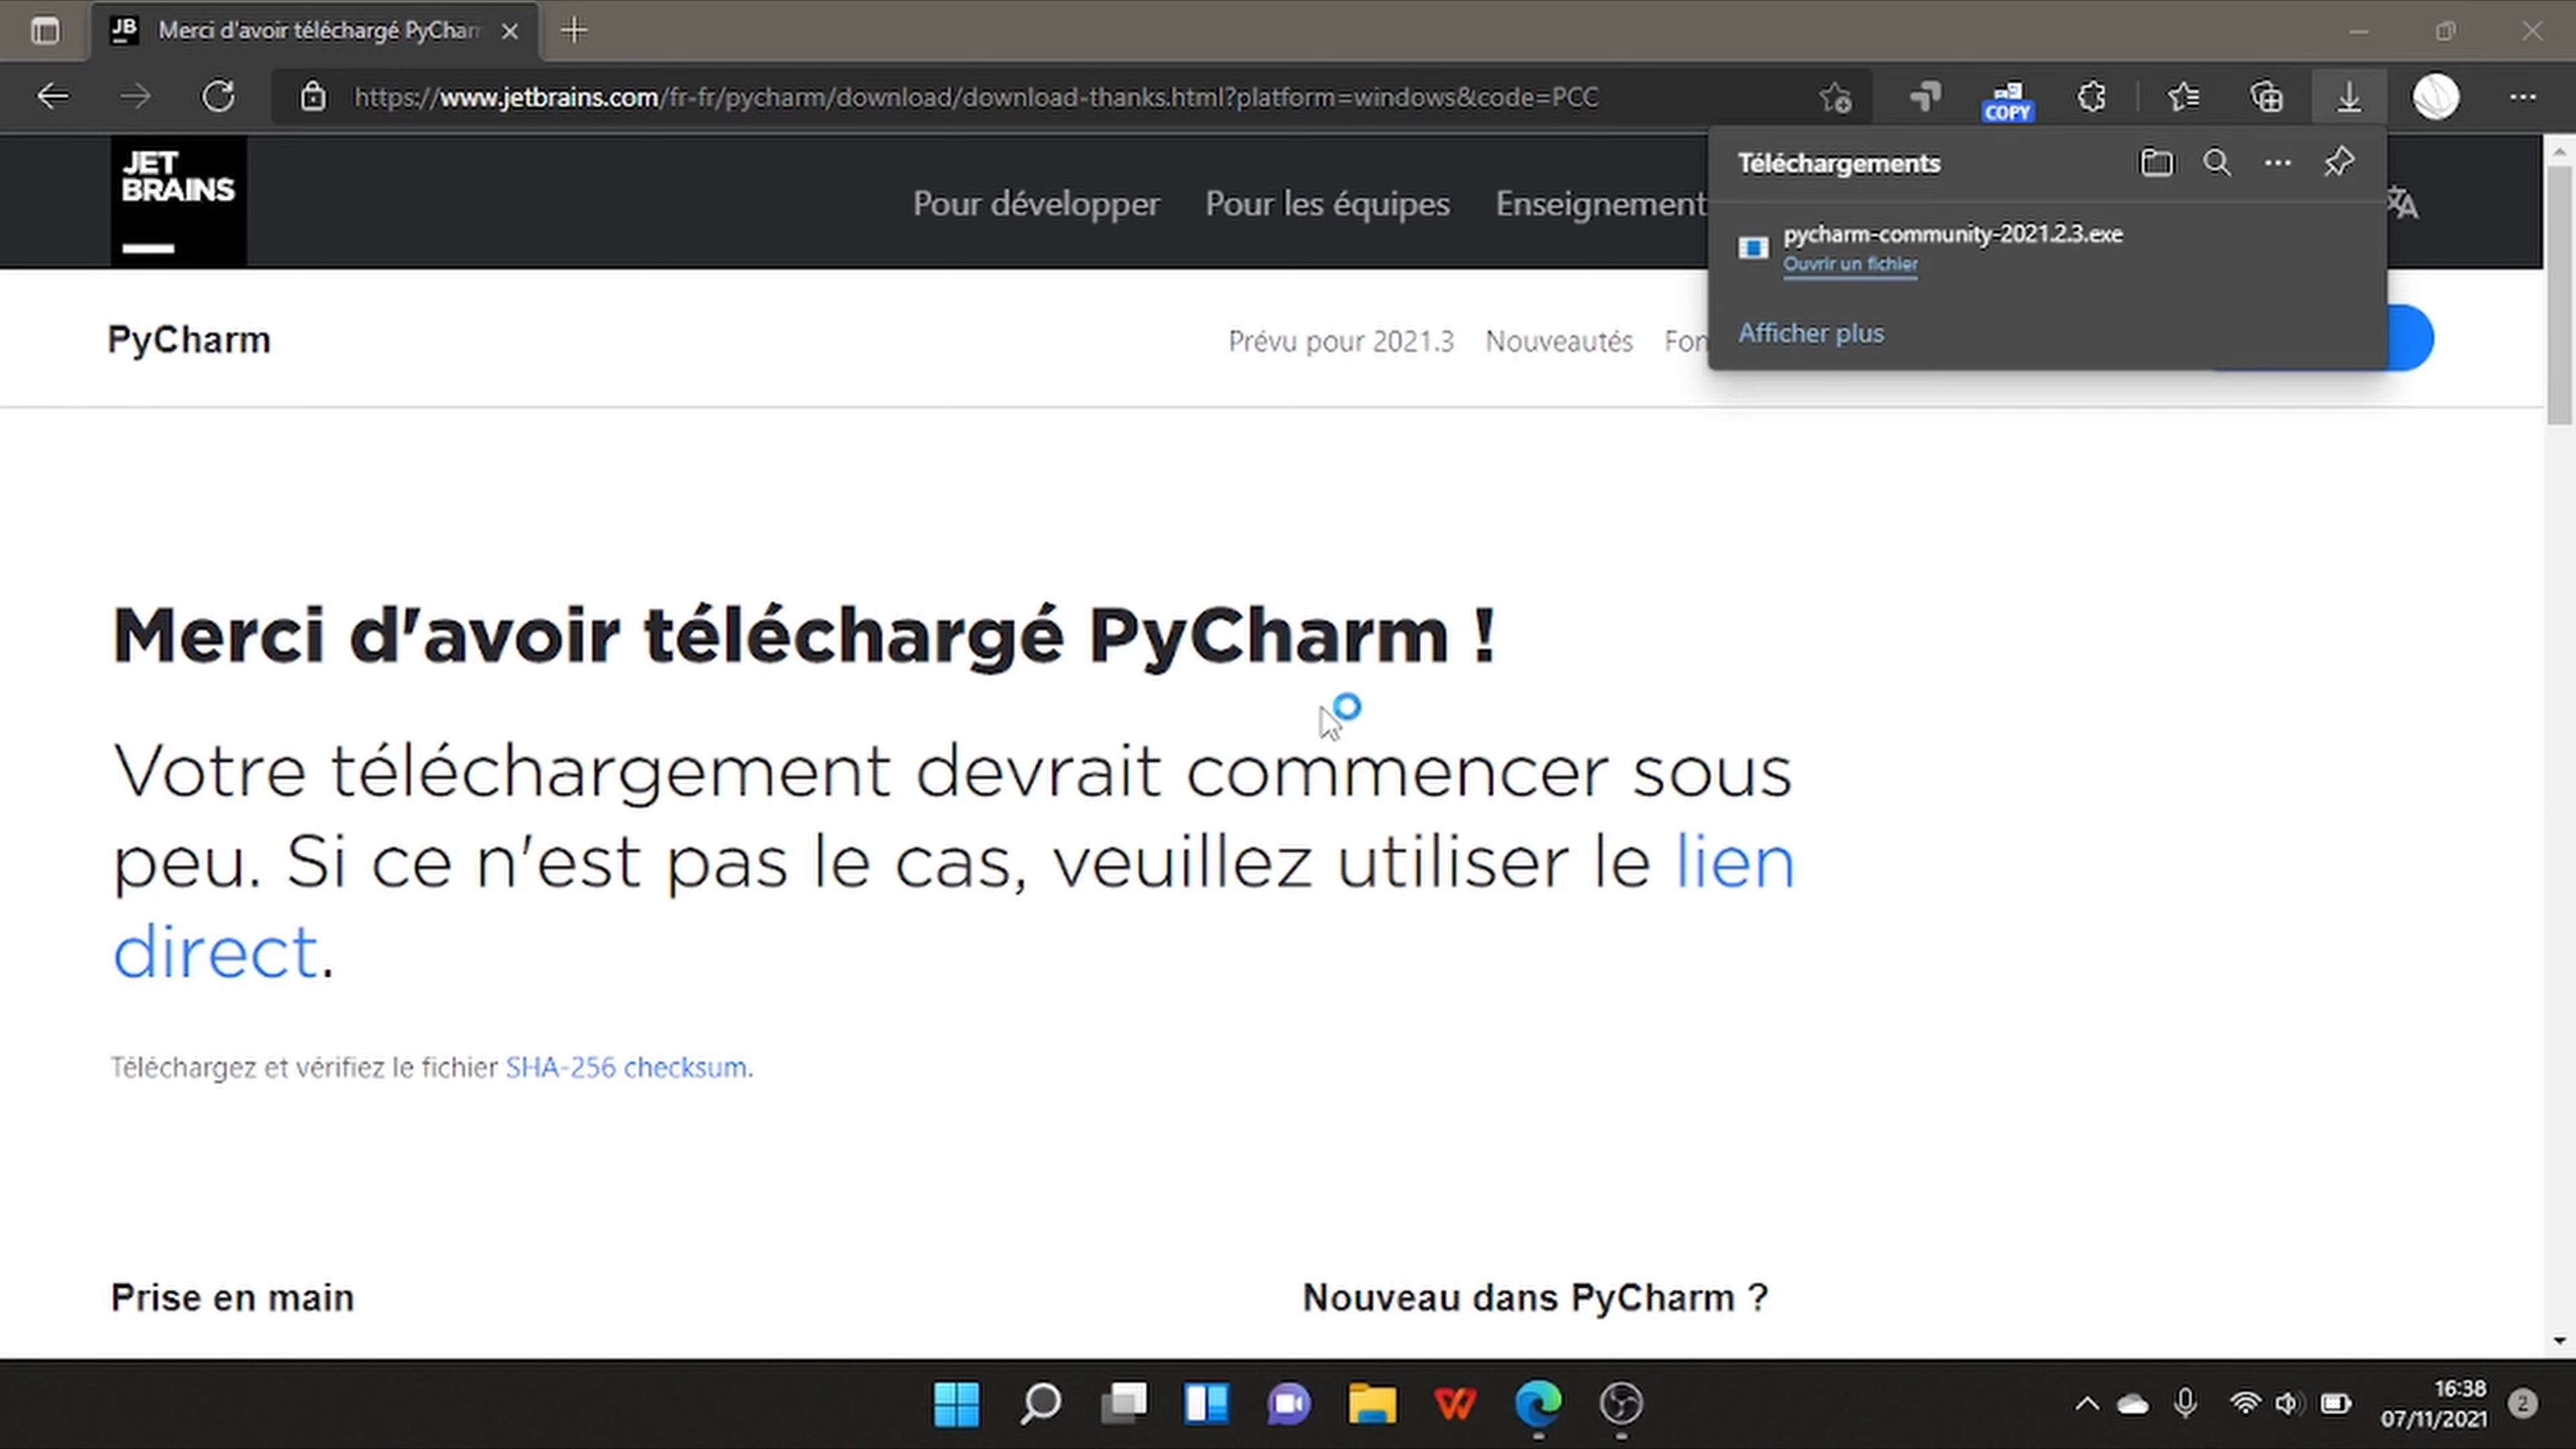 JB Merci d'avoir téléchargé PyChar
https://www.jetbrains.com/fr-fr/pycharm/download/download-thanks.html?platform=windows&code=PCC
COPY
JET
BRAINS
Pour développer Pour les équipes Enseignement
Téléchargements
pycharm-community-2021.2.3.exe
Ouvrir un fichier
Afficher plus
PyCharm
Prévu pour 2021.3 Nouveautés Fon
Merci d'avoir téléchargé PyCharm !
Votre téléchargement devrait commencer sous
peu. Si ce n'est pas le cas, veuillez utiliser le lien
direct.
Téléchargez et vérifiez le fichier SHA-256 checksum.
Prise en main
Nouveau dans PyCharm ?
16:38
07/11/2021
2